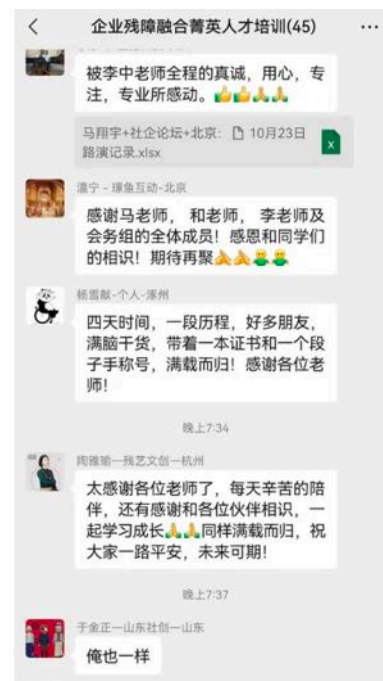 企业残障融合菁英人才培训(45)
被李中老师全程的真诚，用心，专
注，专业所感动。👍👍🙏🙏
马翔宇+社企论坛+北京：10月23日
路演记录.xlsx
温宁 - 璟鱼互动-北京
感谢马老师， 和老师， 李老师及
会务组的全体成员！感恩和同学们
的相识！期待再聚
杨雪献-个人-涿州
四天时间，一段历程，好多朋友，
满脑干货，带着一本证书和一个段
子手称号，满载而归！感谢各位老
师！
晚上7:34
陶雅瑜一残艺文创一杭州
太感谢各位老师了，每天辛苦的陪
伴，还有感谢和各位伙伴相识，一
起学习成长🙏🙏同样满载而归，祝
大家一路平安，未来可期！
晚上7:37
于金正一山东社创一山东
俺也一样